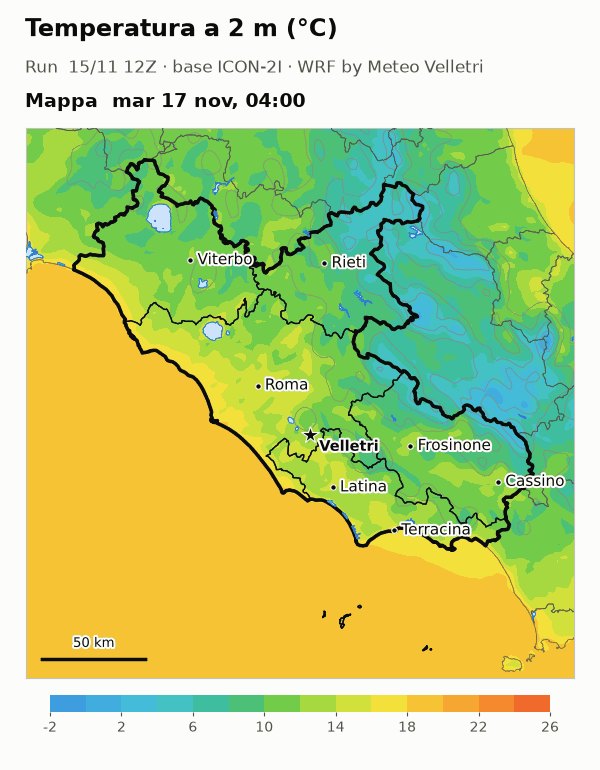 Temperatura a 2 m (°C)
Run  15/11 12Z · base ICON-2I · WRF by Meteo Velletri
Mappa  mar 17 nov, 04:00
Viterbo
Rieti
Roma
Velletri
Frosinone
Cassino
Latina
Terracina
50 km
-2 2 6 10 14 18 22 26